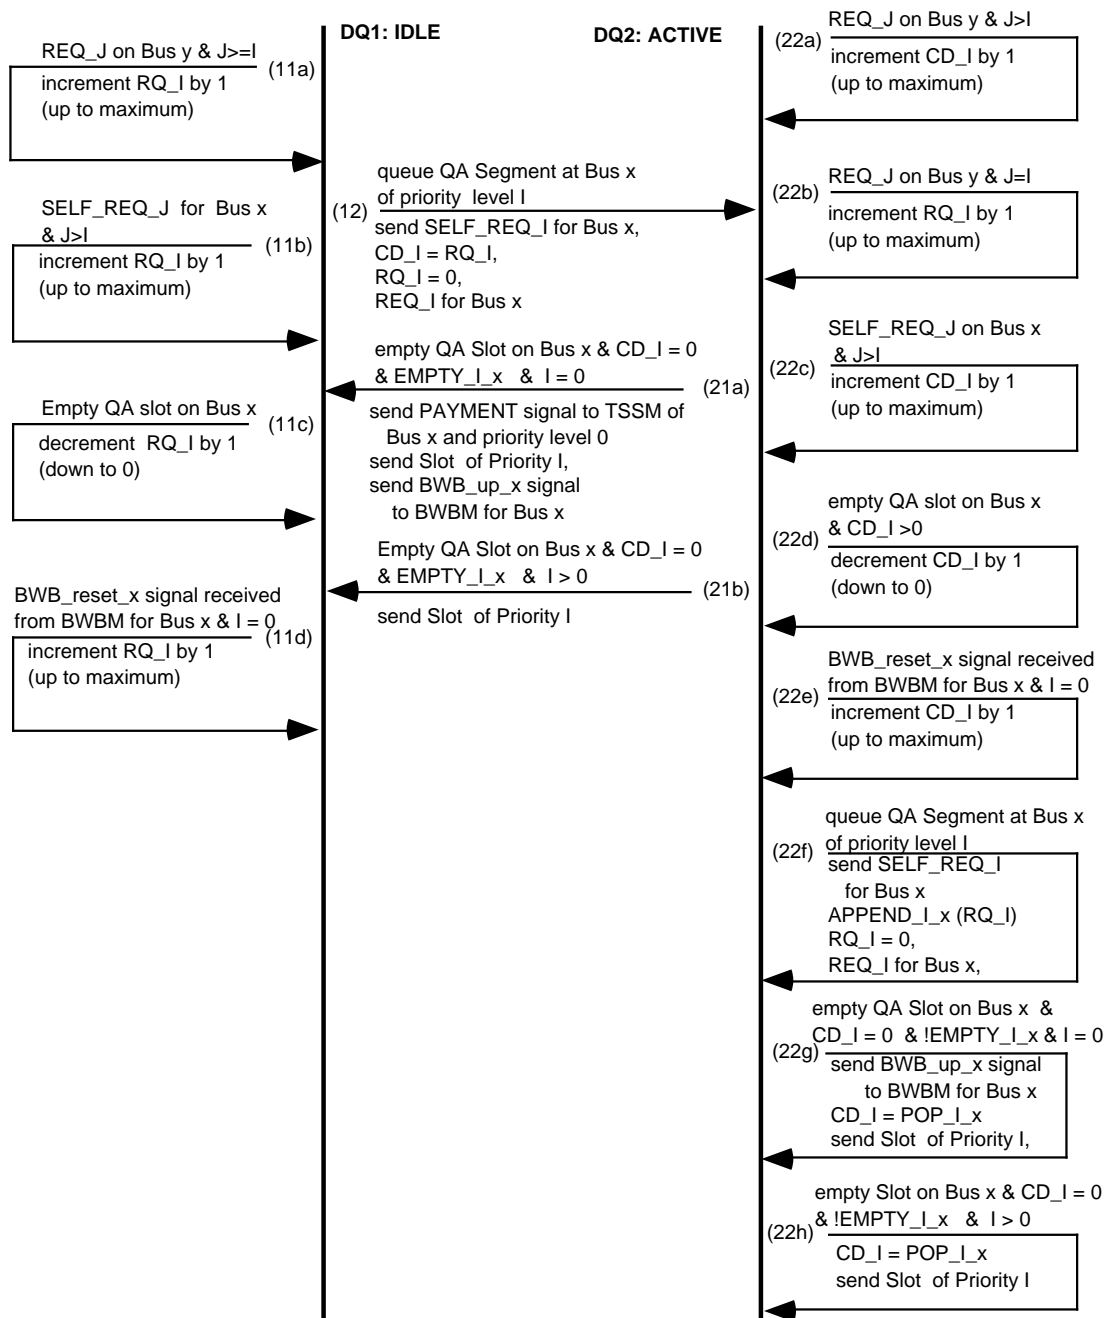 DQ1: IDLE
DQ2: ACTIVE
REQ_J on Bus y & J>=I
(11a)
increment RQ_I by 1
(up to maximum)
SELF_REQ_J for Bus x
& J>I
(11b)
increment RQ_I by 1
(up to maximum)
Empty QA slot on Bus x
(11c)
decrement RQ_I by 1
(down to 0)
BWB_reset_x signal received
from BWBM for Bus x & I = 0
(11d)
increment RQ_I by 1
(up to maximum)
queue QA Segment at Bus x
of priority level I
(12)
send SELF_REQ_I for Bus x,
CD_I = RQ_I,
RQ_I = 0,
REQ_I for Bus x
empty QA Slot on Bus x & CD_I = 0
& EMPTY_I_x & I = 0
(21a)
send PAYMENT signal to TSSM of
Bus x and priority level 0
send Slot of Priority I,
send BWB_up_x signal
to BWBM for Bus x
Empty QA Slot on Bus x & CD_I = 0
& EMPTY_I_x & I > 0
(21b)
send Slot of Priority I
REQ_J on Bus y & J>I
(22a)
increment CD_I by 1
(up to maximum)
REQ_J on Bus y & J=I
(22b)
increment RQ_I by 1
(up to maximum)
SELF_REQ_J on Bus x
& J>I
(22c)
increment CD_I by 1
(up to maximum)
empty QA slot on Bus x
& CD_I >0
(22d)
decrement CD_I by 1
(down to 0)
BWB_reset_x signal received
from BWBM for Bus x & I = 0
(22e)
increment CD_I by 1
(up to maximum)
queue QA Segment at Bus x
of priority level I
(22f)
send SELF_REQ_I
for Bus x
APPEND_I_x (RQ_I)
RQ_I = 0,
REQ_I for Bus x,
empty QA Slot on Bus x &
CD_I = 0 & !EMPTY_I_x & I = 0
(22g)
send BWB_up_x signal
to BWBM for Bus x
CD_I = POP_I_x
send Slot of Priority I,
empty Slot on Bus x & CD_I = 0
& !EMPTY_I_x & I > 0
(22h)
CD_I = POP_I_x
send Slot of Priority I